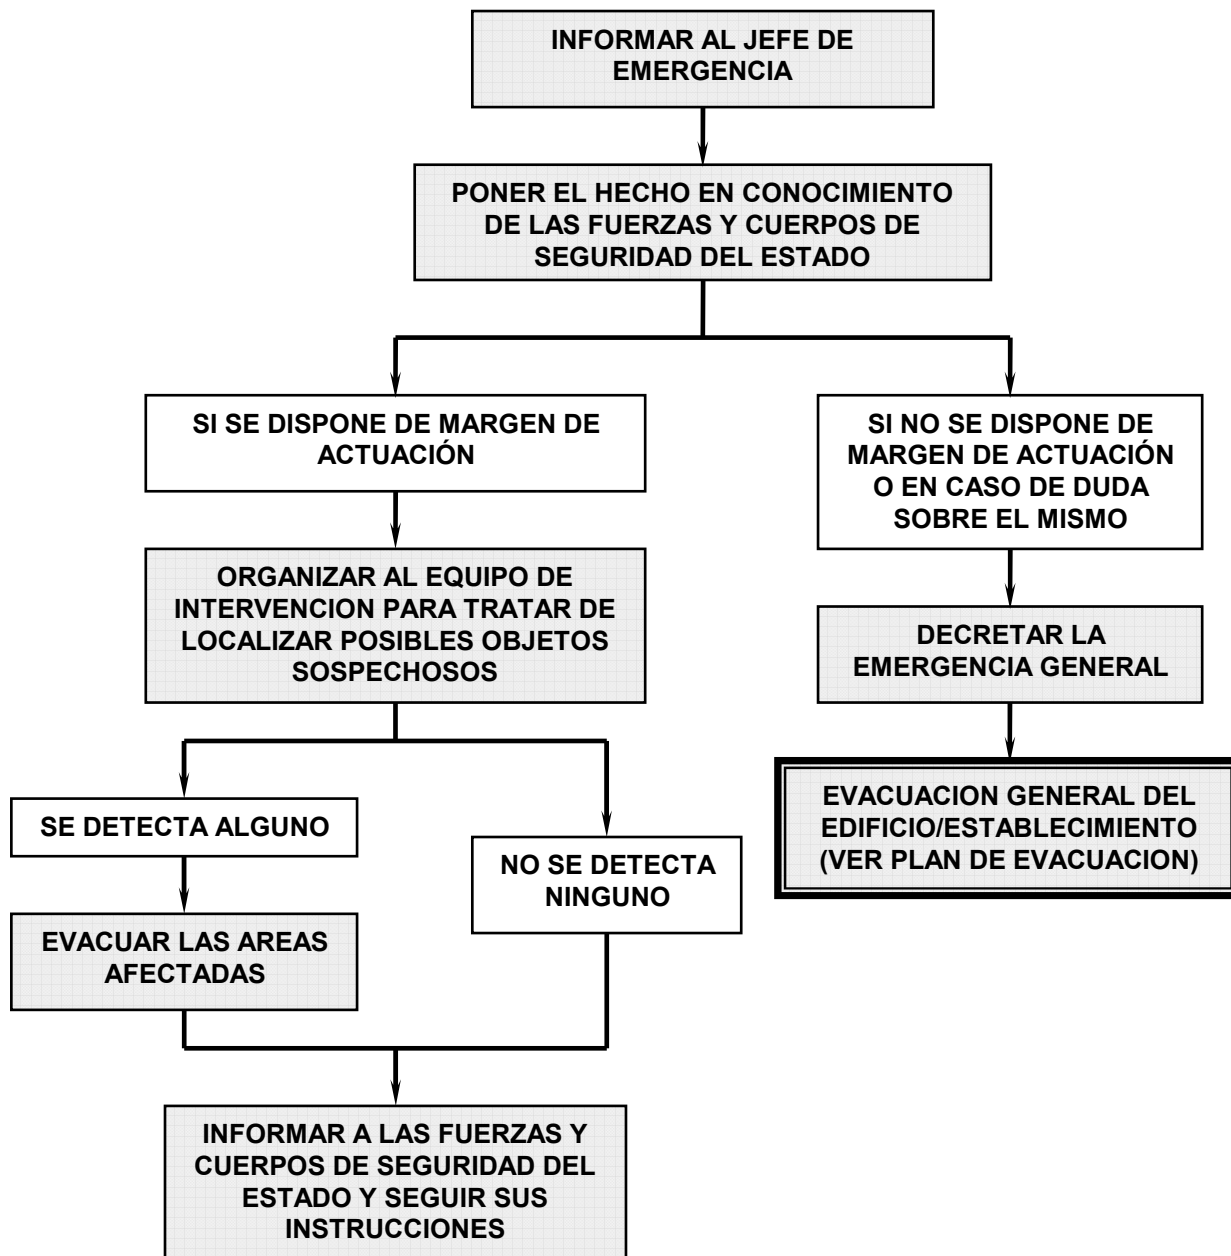 INFORMAR AL JEFE DE
EMERGENCIA
PONER EL HECHO EN CONOCIMIENTO
DE LAS FUERZAS Y CUERPOS DE
SEGURIDAD DEL ESTADO
SI SE DISPONE DE MARGEN DE
ACTUACIÓN
SI NO SE DISPONE DE
MARGEN DE ACTUACIÓN
O EN CASO DE DUDA
SOBRE EL MISMO
ORGANIZAR AL EQUIPO DE
INTERVENCION PARA TRATAR DE
LOCALIZAR POSIBLES OBJETOS
SOSPECHOSOS
DECRETAR LA
EMERGENCIA GENERAL
EVACUACION GENERAL DEL
EDIFICIO/ESTABLECIMIENTO
(VER PLAN DE EVACUACION)
SE DETECTA ALGUNO
NO SE DETECTA
NINGUNO
EVACUAR LAS AREAS
AFECTADAS
INFORMAR A LAS FUERZAS Y
CUERPOS DE SEGURIDAD DEL
ESTADO Y SEGUIR SUS
INSTRUCCIONES